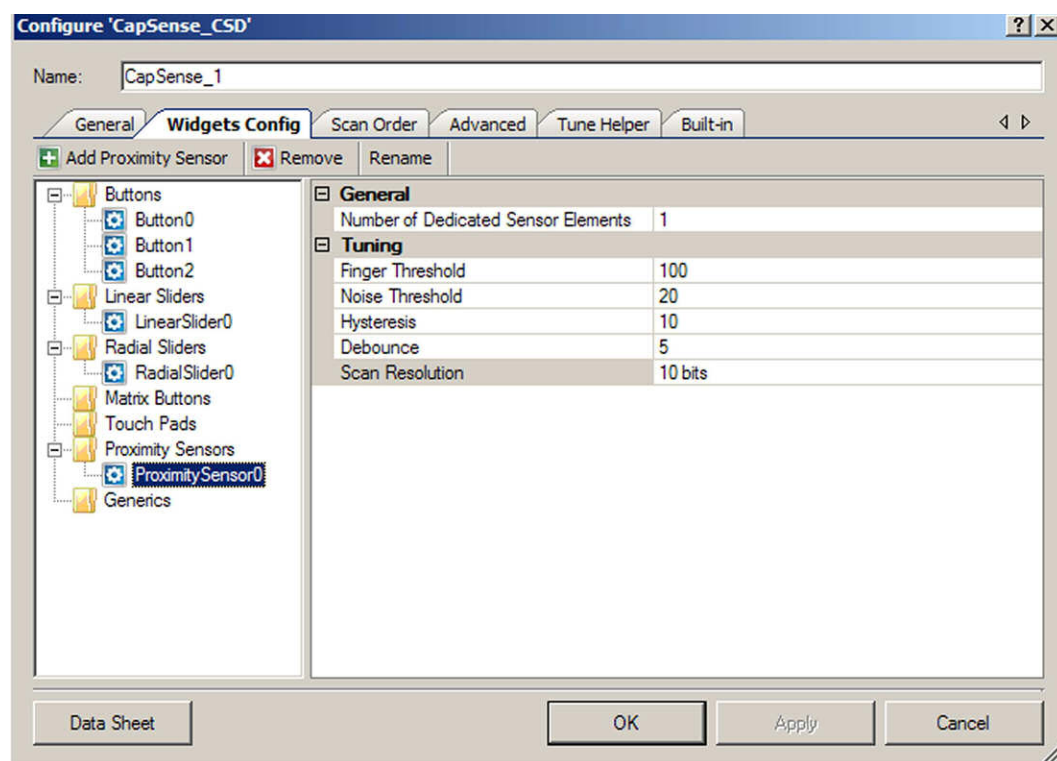 Configure 'CapSense_CSD'
Name: CapSense_1
General Widgets Config Scan Order Advanced Tune Helper Built-in
Add Proximity Sensor Remove Rename
Buttons
Button0
Button1
Button2
Linear Sliders
LinearSlider0
Radial Sliders
RadialSlider0
Matrix Buttons
Touch Pads
Proximity Sensors
ProximitySensor0
Generics
General
Number of Dedicated Sensor Elements 1
Tuning
Finger Threshold 100
Noise Threshold 20
Hysteresis 10
Debounce 5
Scan Resolution 10 bits
Data Sheet OK Apply Cancel